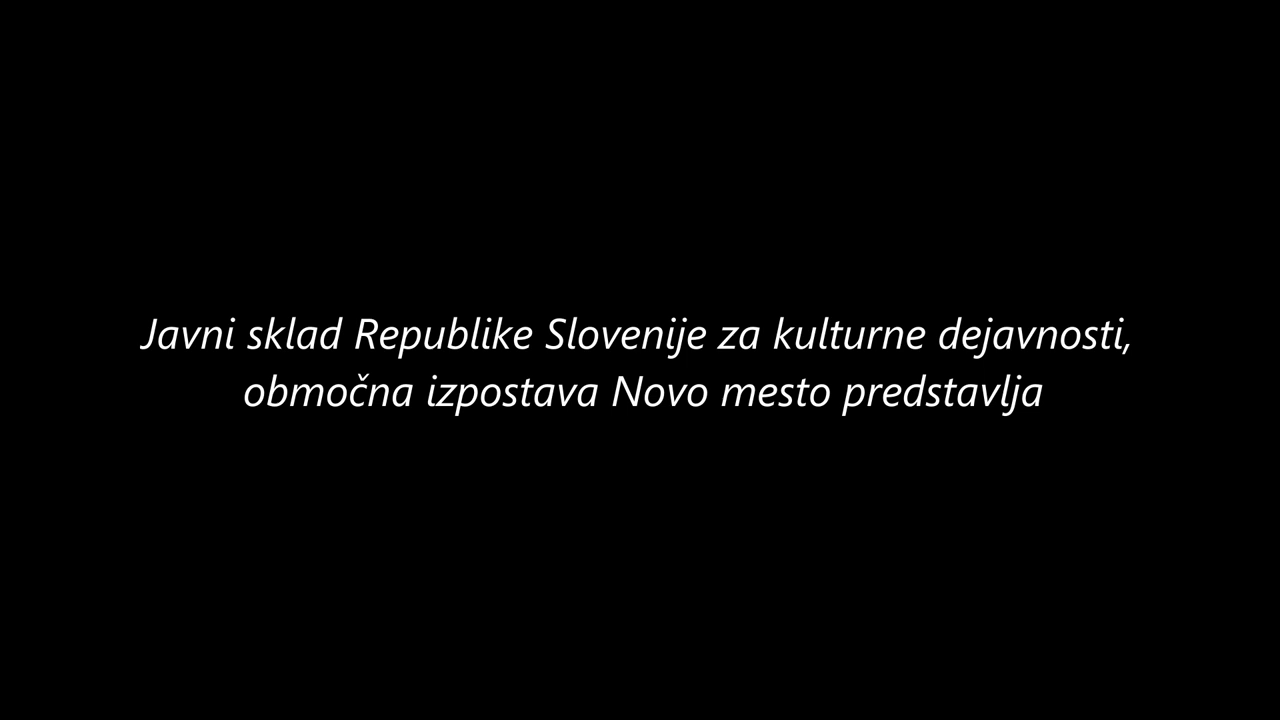 Javni sklad Republike Slovenije za kulturne dejavnosti,
območna izpostava Novo mesto predstavlja